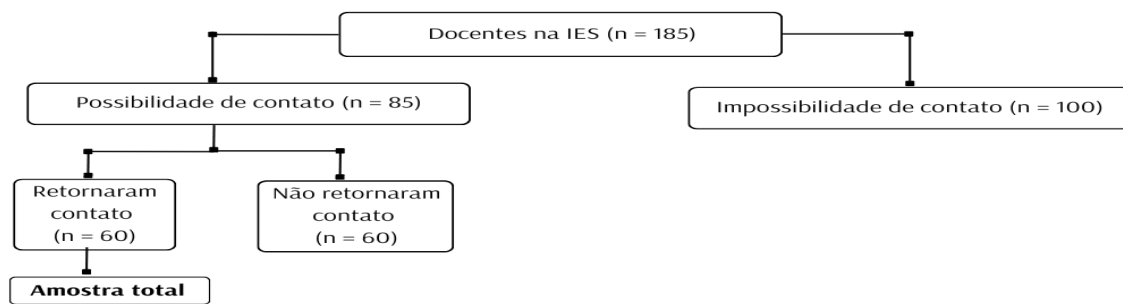 Docentes na IES (n = 185)
Possibilidade de contato (n = 85)
Impossibilidade de contato (n = 100)
Retornaram
contato
(n = 60)
Não retornaram
contato
(n = 60)
Amostra total